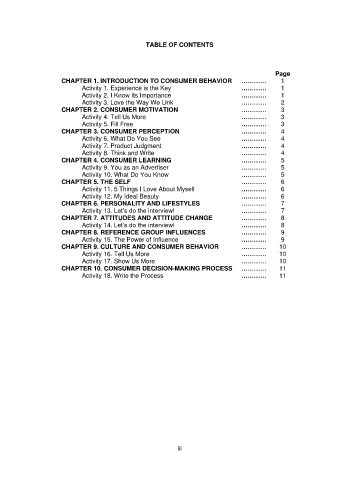 TABLE OF CONTENTS
Page
CHAPTER 1. INTRODUCTION TO CONSUMER BEHAVIOR ............. 1
Activity 1. Experience is the Key ............. 1
Activity 2. I Know Its Importance ............. 1
Activity 3. Love the Way We Link ............. 2
CHAPTER 2. CONSUMER MOTIVATION ............. 3
Activity 4. Tell Us More ............. 3
Activity 5. Fill Free ............. 3
CHAPTER 3. CONSUMER PERCEPTION ............. 4
Activity 6. What Do You See ............. 4
Activity 7. Product Judgment ............. 4
Activity 8. Think and Write ............. 4
CHAPTER 4. CONSUMER LEARNING ............. 5
Activity 9. You as an Advertiser ............. 5
Activity 10. What Do You Know ............. 5
CHAPTER 5. THE SELF ............. 6
Activity 11. 5 Things I Love About Myself ............. 6
Activity 12. My Ideal Beauty ............. 6
CHAPTER 6. PERSONALITY AND LIFESTYLES ............. 7
Activity 13. Let's do the interview! ............. 7
CHAPTER 7. ATTITUDES AND ATTITUDE CHANGE ............. 8
Activity 14. Let's do the interview! ............. 8
CHAPTER 8. REFERENCE GROUP INFLUENCES ............. 9
Activity 15. The Power of Influence ............. 9
CHAPTER 9. CULTURE AND CONSUMER BEHAVIOR ............. 10
Activity 16. Tell Us More ............. 10
Activity 17. Show Us More ............. 10
CHAPTER 10. CONSUMER DECISION-MAKING PROCESS ............. 11
Activity 18. Write the Process ............. 11
iii